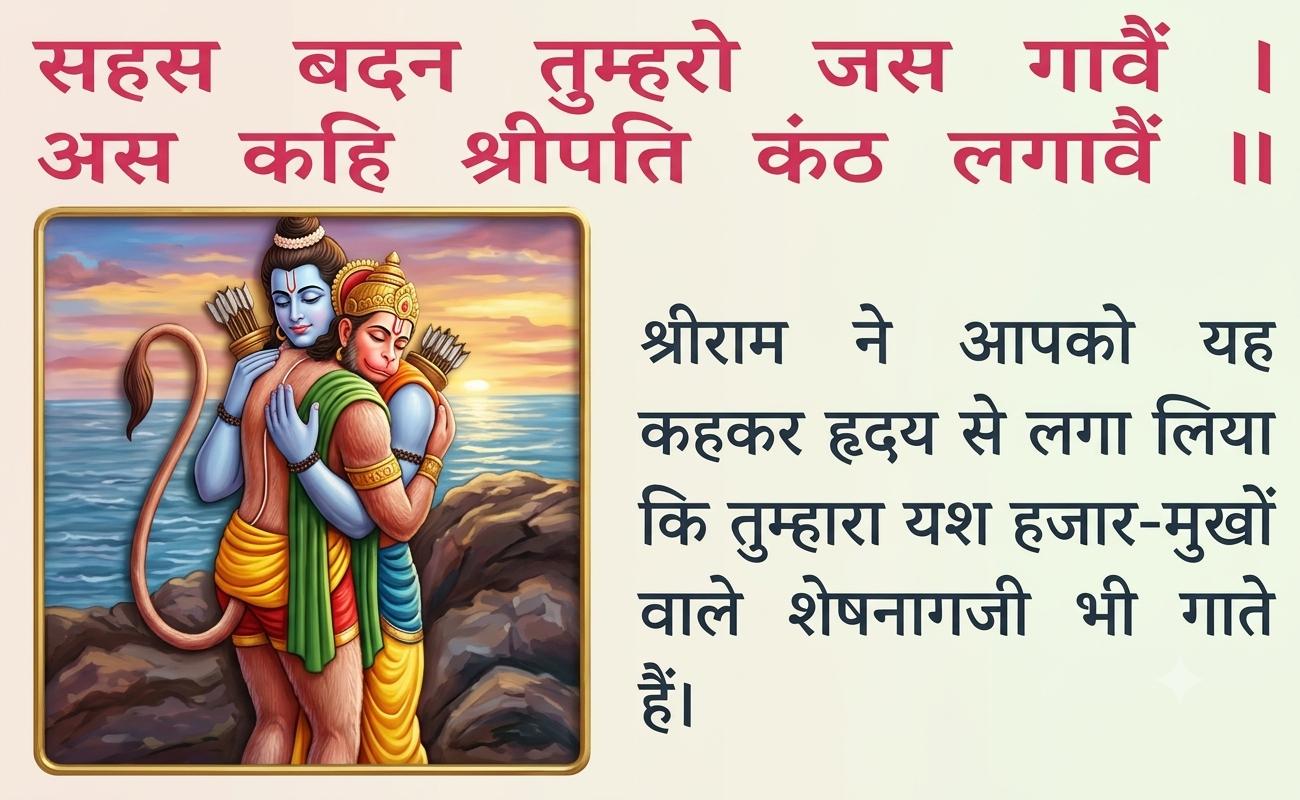 सहस बदन तुम्हरो जस गावैं ।
अस कहि श्रीपति कंठ लगावैं ॥
श्रीराम ने आपको यह
कहकर हृदय से लगा लिया
कि तुम्हारा यश हजार-मुखों
वाले शेषनागजी भी गाते
हैं।